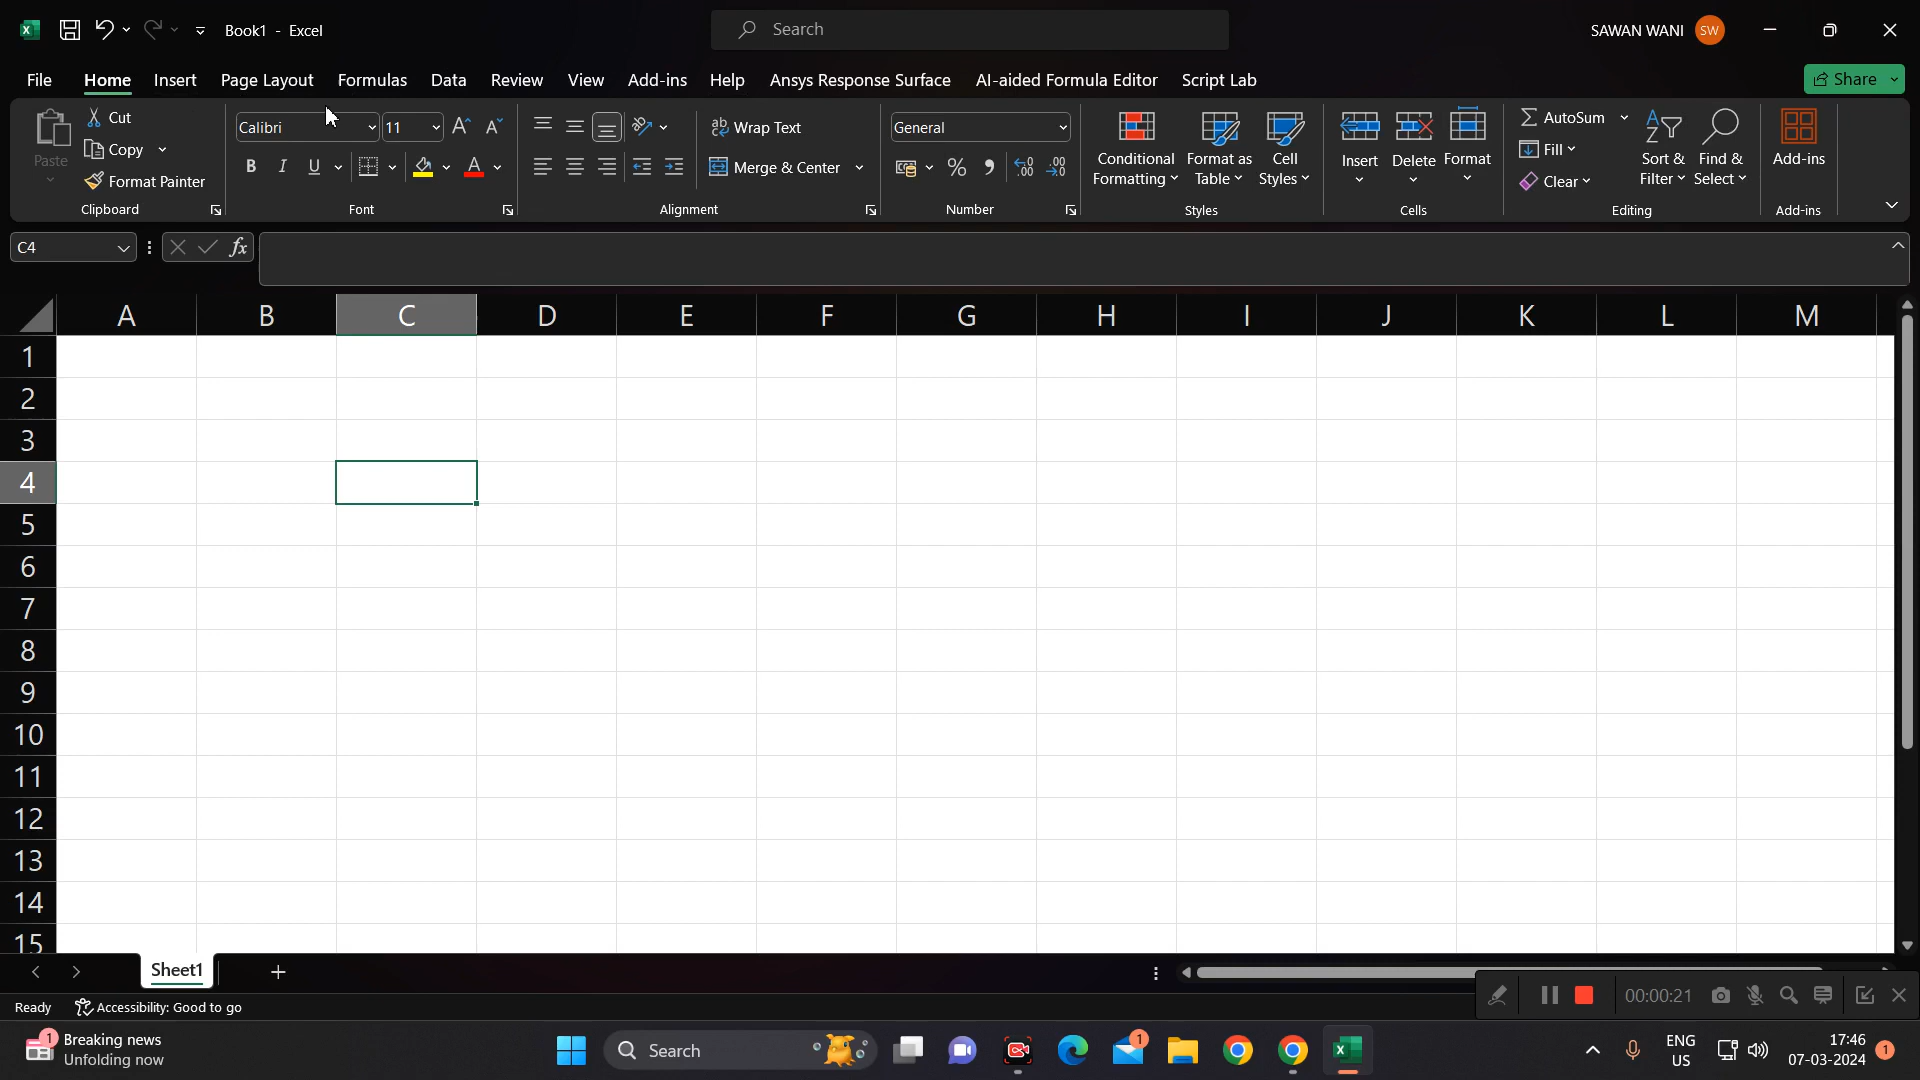 Book1 - Excel
Search
SAWAN WANI SW
File Home Insert Page Layout Formulas Data Review View Add-ins Help Ansys Response Surface AI-aided Formula Editor Script Lab
Share
Paste
Cut
Copy
Format Painter
Clipboard
Calibri 11
B I U A
Font
Wrap Text
Merge & Center
Alignment
General
% .00 .00
Number
Conditional Formatting
Format as Table
Cell Styles
Styles
Insert Delete Format
Cells
AutoSum
Fill
Clear
Sort & Filter
Find & Select
Editing
Add-ins
Add-ins
C4 fx
A B C D E F G H I J K L M
1
2
3
4
5
6
7
8
9
10
11
12
13
14
15
Sheet1
Ready Accessibility: Good to go
00:00:21
1 Breaking news
Unfolding now
Search
1
ENG
US
17:46
07-03-2024
1